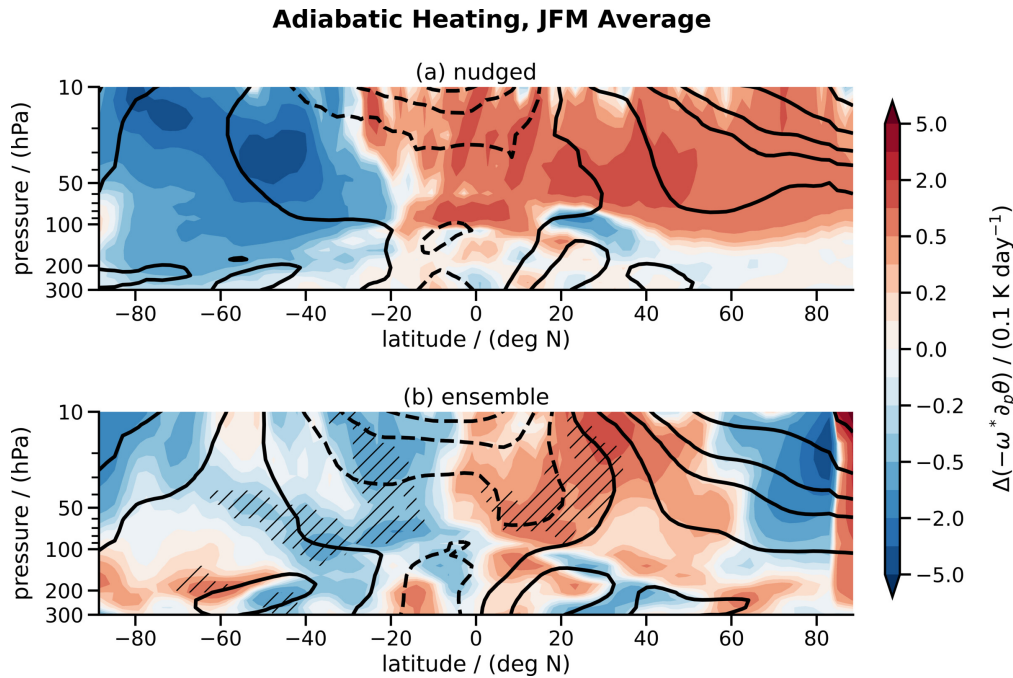 Adiabatic Heating, JFM Average
(a) nudged
pressure / (hPa)
10
50
100
200
300
−80 −60 −40 −20 0 20 40 60 80
latitude / (deg N)
(b) ensemble
pressure / (hPa)
10
50
100
200
300
−80 −60 −40 −20 0 20 40 60 80
latitude / (deg N)
5.0
2.0
0.5
0.2
0.0
−0.2
−0.5
−2.0
−5.0
Δ(−ω*∂pθ) / (0.1 K day⁻¹)